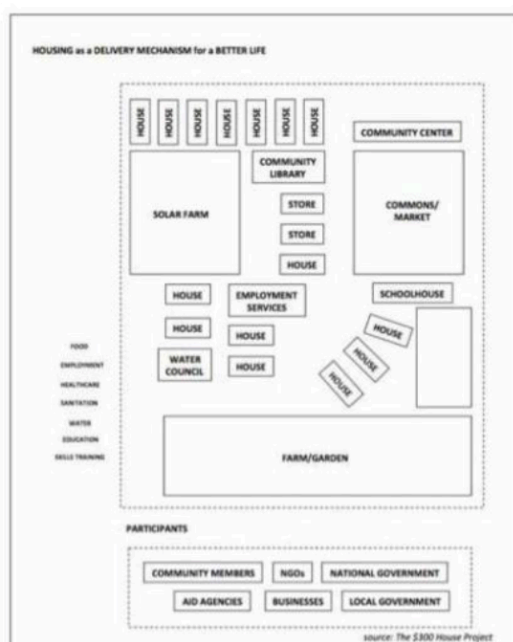 HOUSING as a DELIVERY MECHANISM for a BETTER LIFE
HOUSE
HOUSE
HOUSE
HOUSE
HOUSE
HOUSE
HOUSE
COMMUNITY CENTER
SOLAR FARM
COMMUNITY
LIBRARY
STORE
STORE
HOUSE
COMMONS/
MARKET
HOUSE
EMPLOYMENT
SERVICES
SCHOOLHOUSE
HOUSE
HOUSE
HOUSE
HOUSE
HOUSE
WATER
COUNCIL
HOUSE
FOOD
EMPLOYMENT
HEALTHCARE
SANITATION
WATER
EDUCATION
SKILLS TRAINING
FARM/GARDEN
PARTICIPANTS
COMMUNITY MEMBERS
NGOs
NATIONAL GOVERNMENT
AID AGENCIES
BUSINESSES
LOCAL GOVERNMENT
source: The $300 House Project